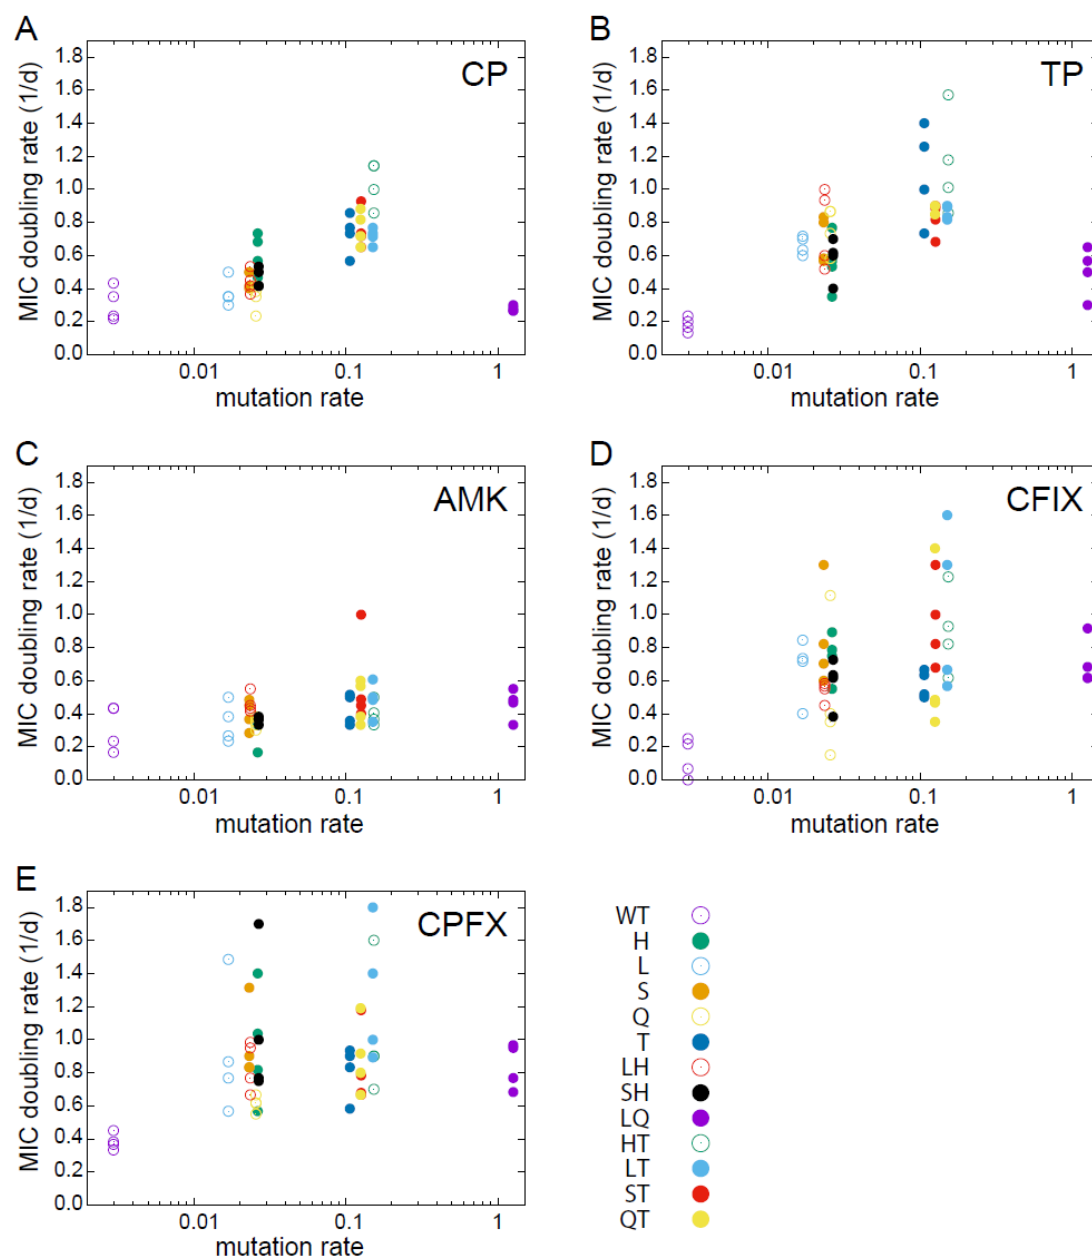 A
B
1.8
1.6
1.4
1.2
1.0
0.8
0.6
0.4
0.2
0.0
MIC doubling rate (1/d)
CP
0.01 0.1 1
mutation rate
1.8
1.6
1.4
1.2
1.0
0.8
0.6
0.4
0.2
0.0
MIC doubling rate (1/d)
TP
0.01 0.1 1
mutation rate
C
D
1.8
1.6
1.4
1.2
1.0
0.8
0.6
0.4
0.2
0.0
MIC doubling rate (1/d)
AMK
0.01 0.1 1
mutation rate
1.8
1.6
1.4
1.2
1.0
0.8
0.6
0.4
0.2
0.0
MIC doubling rate (1/d)
CFIX
0.01 0.1 1
mutation rate
E
1.8
1.6
1.4
1.2
1.0
0.8
0.6
0.4
0.2
0.0
MIC doubling rate (1/d)
CPFX
0.01 0.1 1
mutation rate
WT
H
L
S
Q
T
LH
SH
LQ
HT
LT
ST
QT